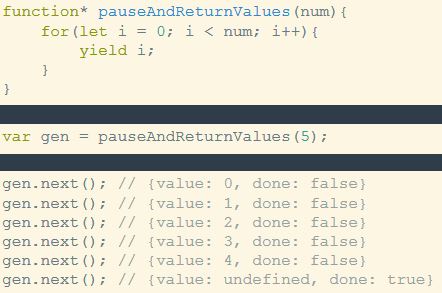 function* pauseAndReturnValues(num){
    for(let i = 0; i < num; i++){
        yield i;
    }
}
var gen = pauseAndReturnValues(5);
gen.next(); // {value: 0, done: false}
gen.next(); // {value: 1, done: false}
gen.next(); // {value: 2, done: false}
gen.next(); // {value: 3, done: false}
gen.next(); // {value: 4, done: false}
gen.next(); // {value: undefined, done: true}